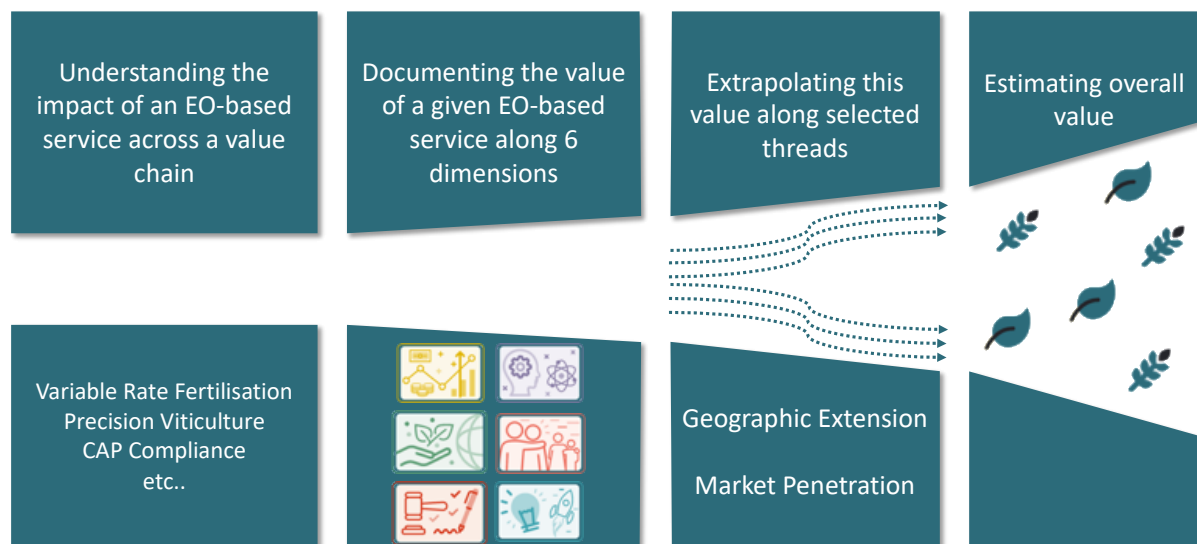 Understanding the
impact of an EO-based
service across a value
chain
Documenting the value
of a given EO-based
service along 6
dimensions
Extrapolating this
value along selected
threads
Estimating overall
value
Variable Rate Fertilisation
Precision Viticulture
CAP Compliance
etc..
Geographic Extension
Market Penetration